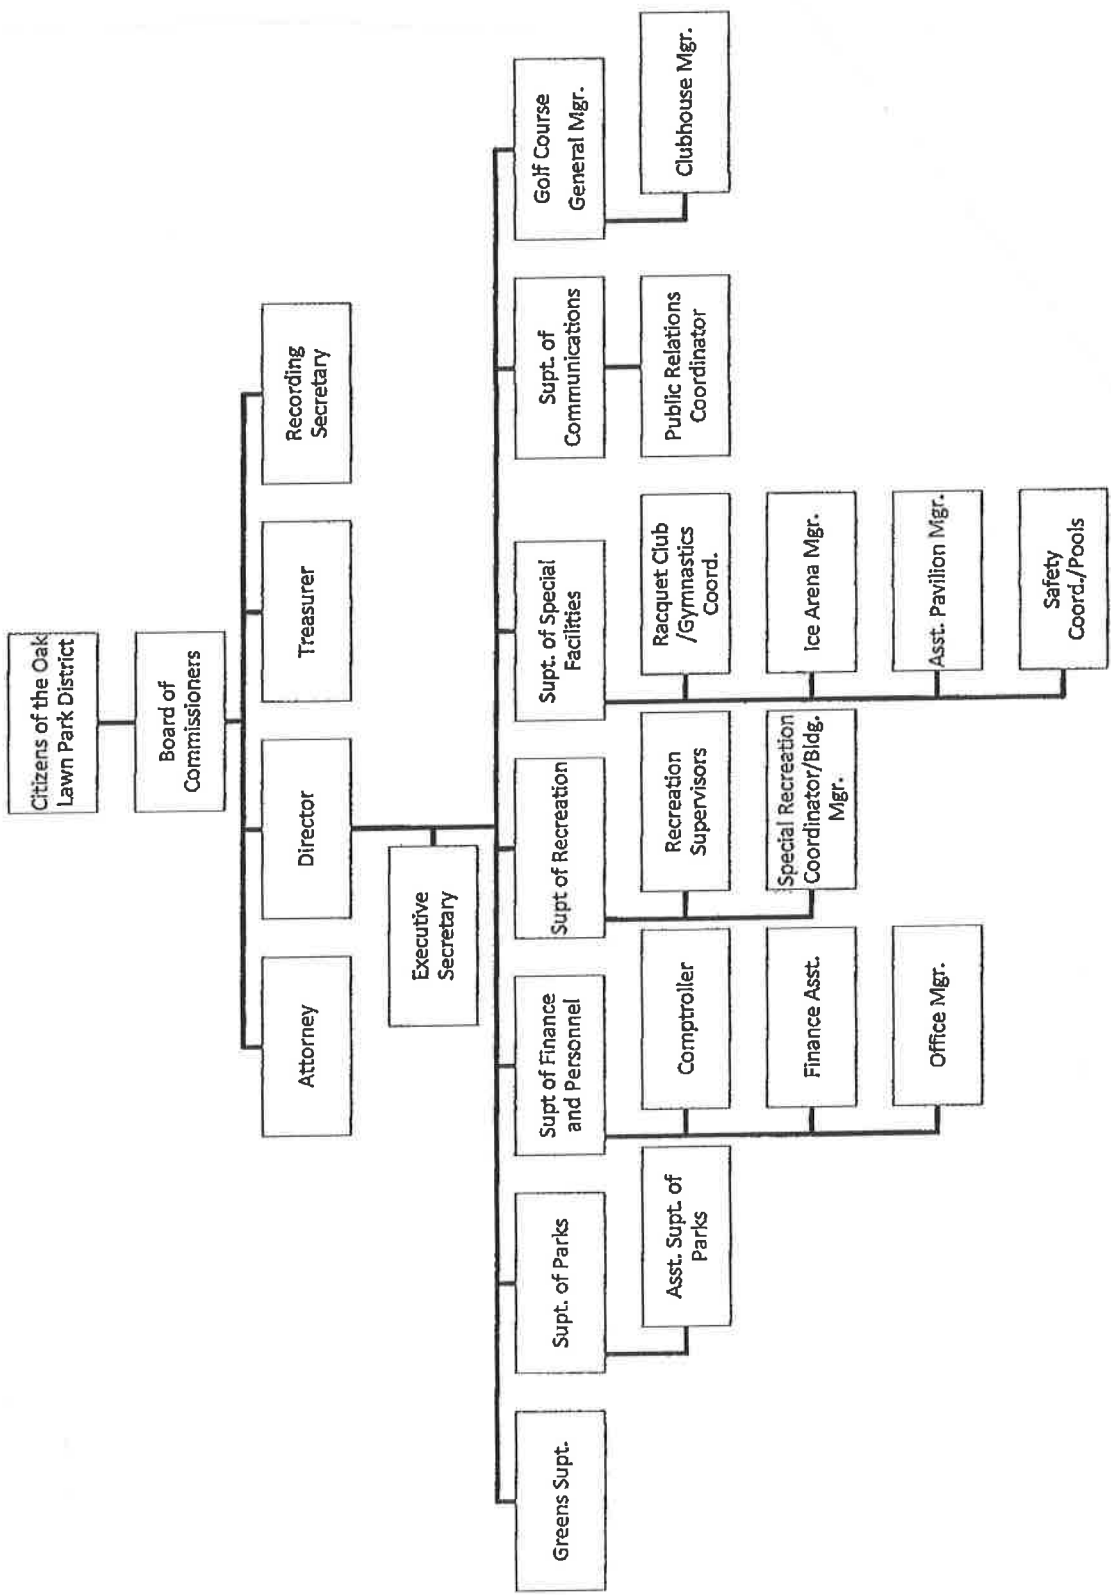 Citizens of the Oak
Lawn Park District
Board of
Commissioners
Attorney
Director
Treasurer
Recording
Secretary
Executive
Secretary
Greens Supt.
Supt. of Parks
Supt of Finance
and Personnel
Supt of Recreation
Supt. of Special
Facilities
Supt. of
Communications
Golf Course
General Mgr.
Asst. Supt. of
Parks
Comptroller
Finance Asst.
Office Mgr.
Recreation
Supervisors
Special Recreation
Coordinator/Bldg.
Mgr.
Racquet Club
/Gymnastics
Coord.
Ice Arena Mgr.
Asst. Pavilion Mgr.
Safety
Coord./Pools
Public Relations
Coordinator
Clubhouse Mgr.